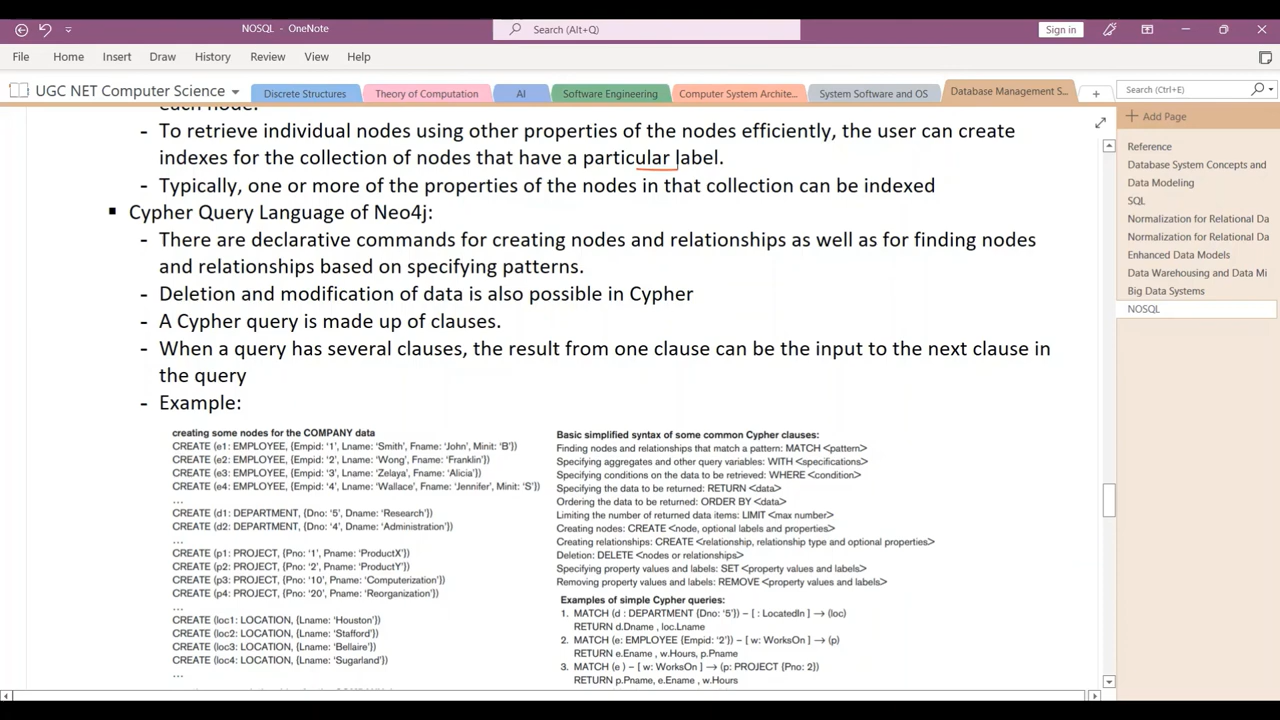 NOSQL - OneNote
Search (Alt+Q)
Sign in
File Home Insert Draw History Review View Help
UGC NET Computer Science
Discrete Structures
Theory of Computation
AI
Software Engineering
Computer System Archite...
System Software and OS
Database Management S...
Search (Ctrl+E)
each node.
- To retrieve individual nodes using other properties of the nodes efficiently, the user can create
indexes for the collection of nodes that have a particular label.
- Typically, one or more of the properties of the nodes in that collection can be indexed
▪ Cypher Query Language of Neo4j:
- There are declarative commands for creating nodes and relationships as well as for finding nodes
and relationships based on specifying patterns.
- Deletion and modification of data is also possible in Cypher
- A Cypher query is made up of clauses.
- When a query has several clauses, the result from one clause can be the input to the next clause in
the query
- Example:
creating some nodes for the COMPANY data
CREATE (e1: EMPLOYEE, {Empid: ‘1’, Lname: ‘Smith’, Fname: ‘John’, Minit: ‘B’})
CREATE (e2: EMPLOYEE, {Empid: ‘2’, Lname: ‘Wong’, Fname: ‘Franklin’})
CREATE (e3: EMPLOYEE, {Empid: ‘3’, Lname: ‘Zelaya’, Fname: ‘Alicia’})
CREATE (e4: EMPLOYEE, {Empid: ‘4’, Lname: ‘Wallace’, Fname: ‘Jennifer’, Minit: ‘S’})
...
CREATE (d1: DEPARTMENT, {Dno: ‘5’, Dname: ‘Research’})
CREATE (d2: DEPARTMENT, {Dno: ‘4’, Dname: ‘Administration’})
...
CREATE (p1: PROJECT, {Pno: ‘1’, Pname: ‘ProductX’})
CREATE (p2: PROJECT, {Pno: ‘2’, Pname: ‘ProductY’})
CREATE (p3: PROJECT, {Pno: ‘10’, Pname: ‘Computerization’})
CREATE (p4: PROJECT, {Pno: ‘20’, Pname: ‘Reorganization’})
...
CREATE (loc1: LOCATION, {Lname: ‘Houston’})
CREATE (loc2: LOCATION, {Lname: ‘Stafford’})
CREATE (loc3: LOCATION, {Lname: ‘Bellaire’})
CREATE (loc4: LOCATION, {Lname: ‘Sugarland’})
...
Basic simplified syntax of some common Cypher clauses:
Finding nodes and relationships that match a pattern: MATCH <pattern>
Specifying aggregates and other query variables: WITH <specifications>
Specifying conditions on the data to be retrieved: WHERE <condition>
Specifying the data to be returned: RETURN <data>
Ordering the data to be returned: ORDER BY <data>
Limiting the number of returned data items: LIMIT <max number>
Creating nodes: CREATE <node, optional labels and properties>
Creating relationships: CREATE <relationship, relationship type and optional properties>
Deletion: DELETE <nodes or relationships>
Specifying property values and labels: SET <property values and labels>
Removing property values and labels: REMOVE <property values and labels>
Examples of simple Cypher queries:
1. MATCH (d : DEPARTMENT {Dno: ‘5’}) – [ : LocatedIn ] → (loc)
RETURN d.Dname , loc.Lname
2. MATCH (e: EMPLOYEE {Empid: ‘2’}) – [ w: WorksOn ] → (p)
RETURN e.Ename , w.Hours, p.Pname
3. MATCH (e ) – [ w: WorksOn ] → (p: PROJECT {Pno: 2})
RETURN p.Pname, e.Ename , w.Hours
Add Page
Reference
Database System Concepts and
Data Modeling
SQL
Normalization for Relational Da
Normalization for Relational Da
Enhanced Data Models
Data Warehousing and Data Mi
Big Data Systems
NOSQL